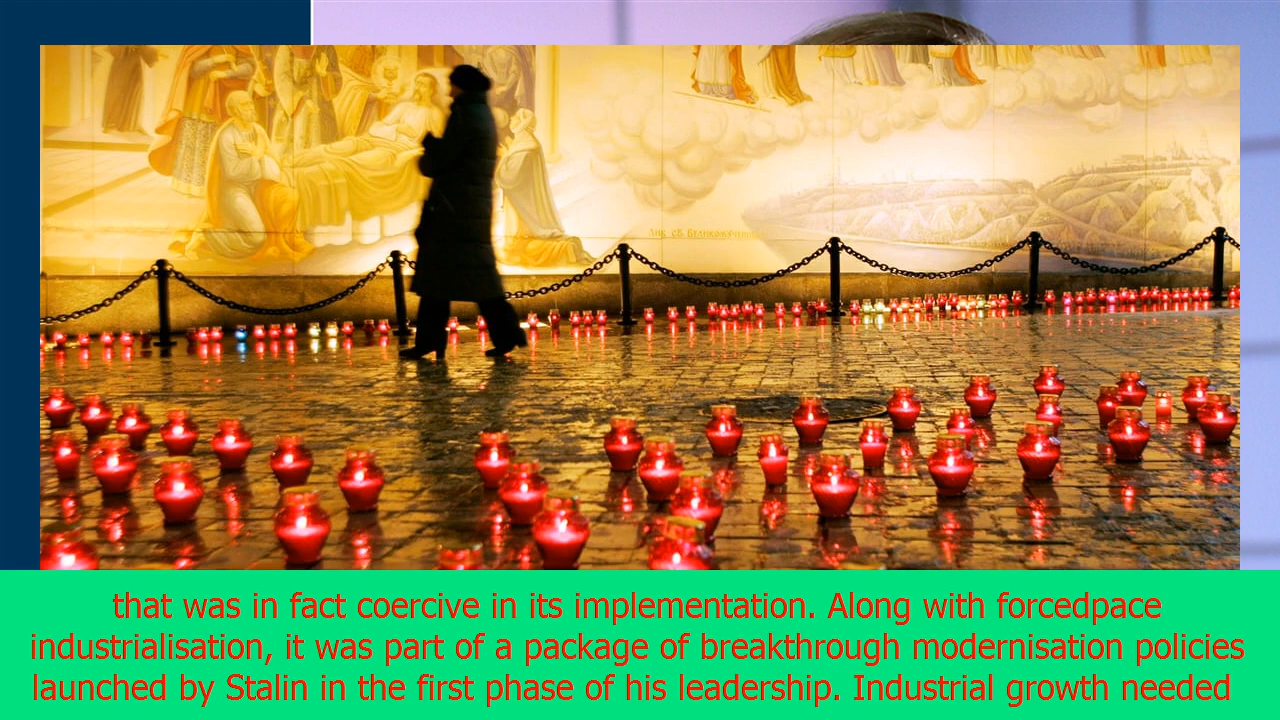 that was in fact coercive in its implementation. Along with forcedpace
industrialisation, it was part of a package of breakthrough modernisation policies
launched by Stalin in the first phase of his leadership. Industrial growth needed